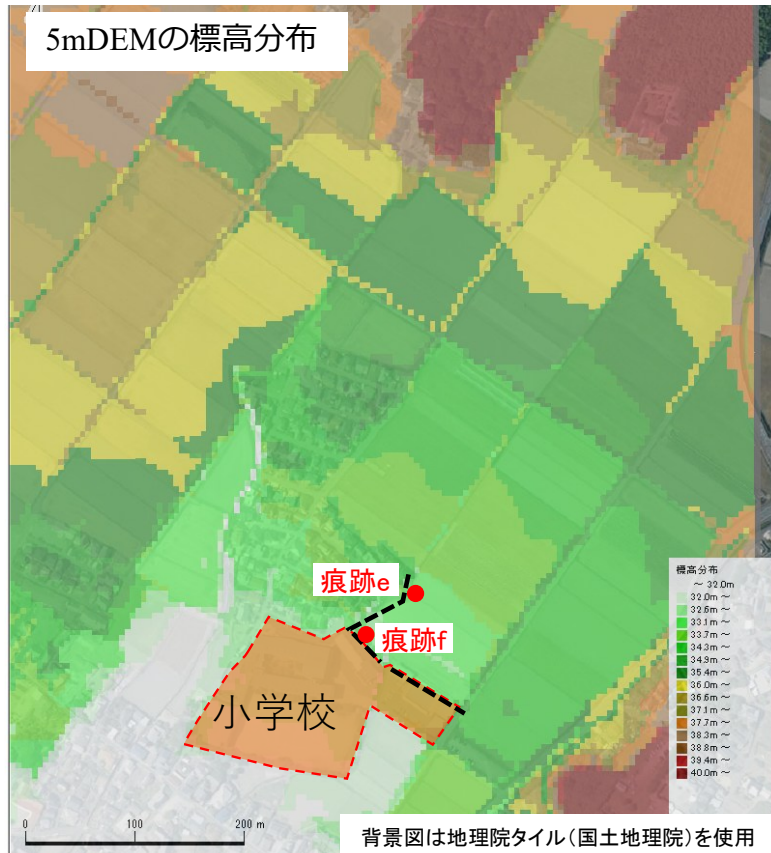 5mDEMの標高分布
痕跡e
痕跡f
小学校
標高分布
～ 32.0m
32.0m ～
32.6m ～
33.1m ～
33.7m ～
34.3m ～
34.9m ～
35.4m ～
36.0m ～
36.6m ～
37.1m ～
37.7m ～
38.3m ～
38.8m ～
39.4m ～
40.0m ～
0 100 200 m
背景図は地理院タイル（国土地理院）を使用